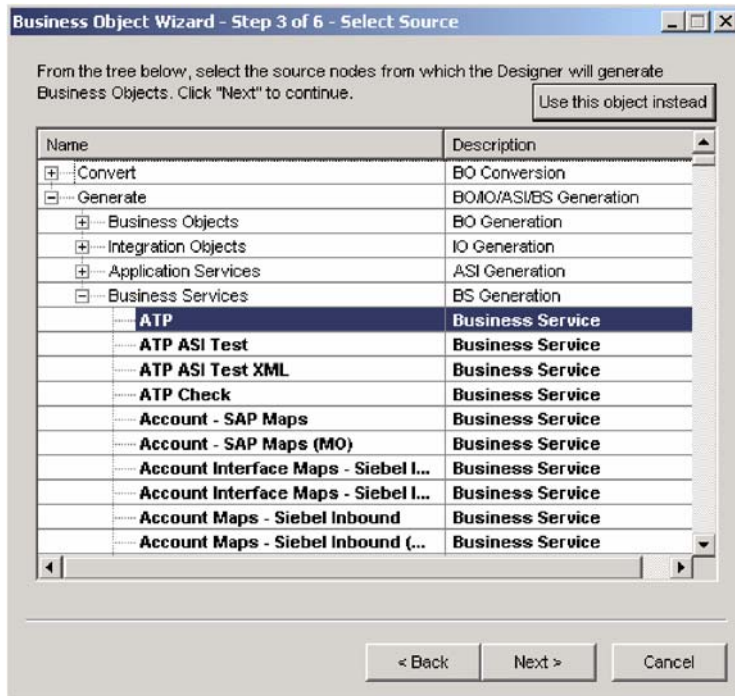 Business Object Wizard - Step 3 of 6 - Select Source
From the tree below, select the source nodes from which the Designer will generate
Business Objects. Click "Next" to continue.
Use this object instead
Name Description
Convert BO Conversion
Generate BO/IO/ASI/BS Generation
Business Objects BO Generation
Integration Objects IO Generation
Application Services ASI Generation
Business Services BS Generation
ATP Business Service
ATP ASI Test Business Service
ATP ASI Test XML Business Service
ATP Check Business Service
Account - SAP Maps Business Service
Account - SAP Maps (MO) Business Service
Account Interface Maps - Siebel I... Business Service
Account Interface Maps - Siebel I... Business Service
Account Maps - Siebel Inbound Business Service
Account Maps - Siebel Inbound (... Business Service
< Back Next > Cancel